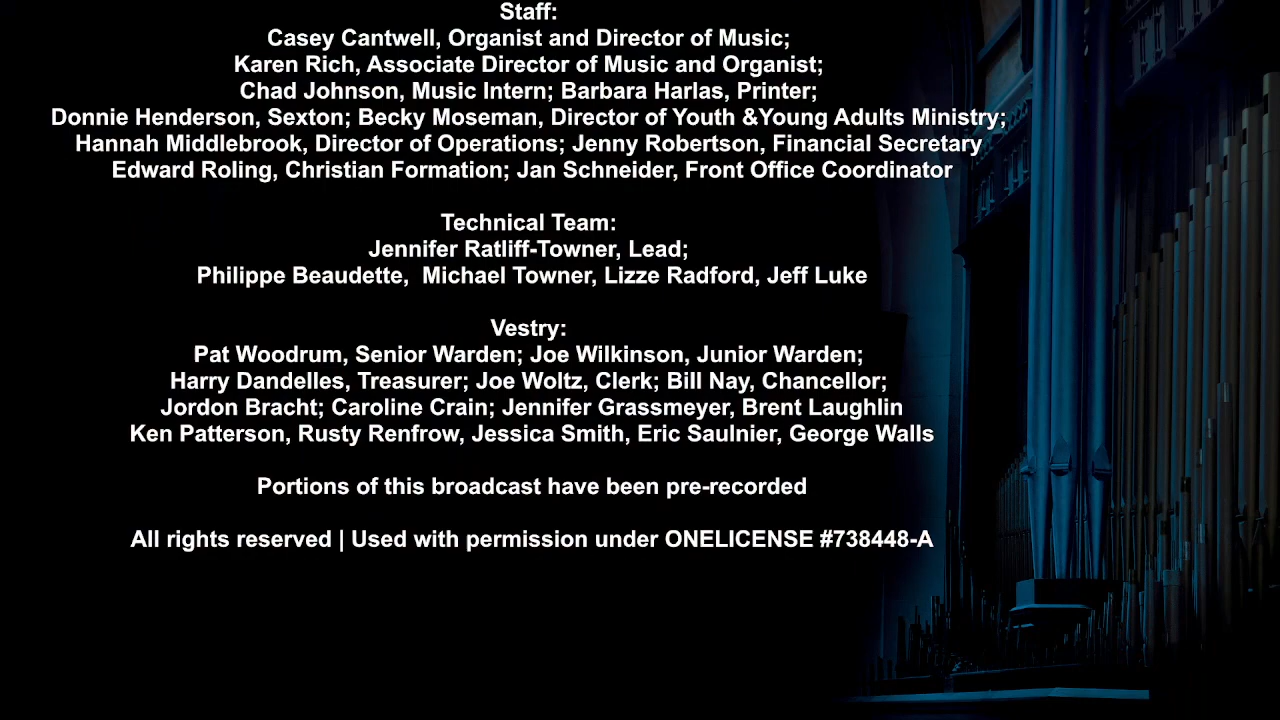 Staff:
Casey Cantwell, Organist and Director of Music;
Karen Rich, Associate Director of Music and Organist;
Chad Johnson, Music Intern; Barbara Harlas, Printer;
Donnie Henderson, Sexton; Becky Moseman, Director of Youth &Young Adults Ministry;
Hannah Middlebrook, Director of Operations; Jenny Robertson, Financial Secretary
Edward Roling, Christian Formation; Jan Schneider, Front Office Coordinator
Technical Team:
Jennifer Ratliff-Towner, Lead;
Philippe Beaudette,  Michael Towner, Lizze Radford, Jeff Luke
Vestry:
Pat Woodrum, Senior Warden; Joe Wilkinson, Junior Warden;
Harry Dandelles, Treasurer; Joe Woltz, Clerk; Bill Nay, Chancellor;
Jordon Bracht; Caroline Crain; Jennifer Grassmeyer, Brent Laughlin
Ken Patterson, Rusty Renfrow, Jessica Smith, Eric Saulnier, George Walls
Portions of this broadcast have been pre-recorded
All rights reserved | Used with permission under ONELICENSE #738448-A